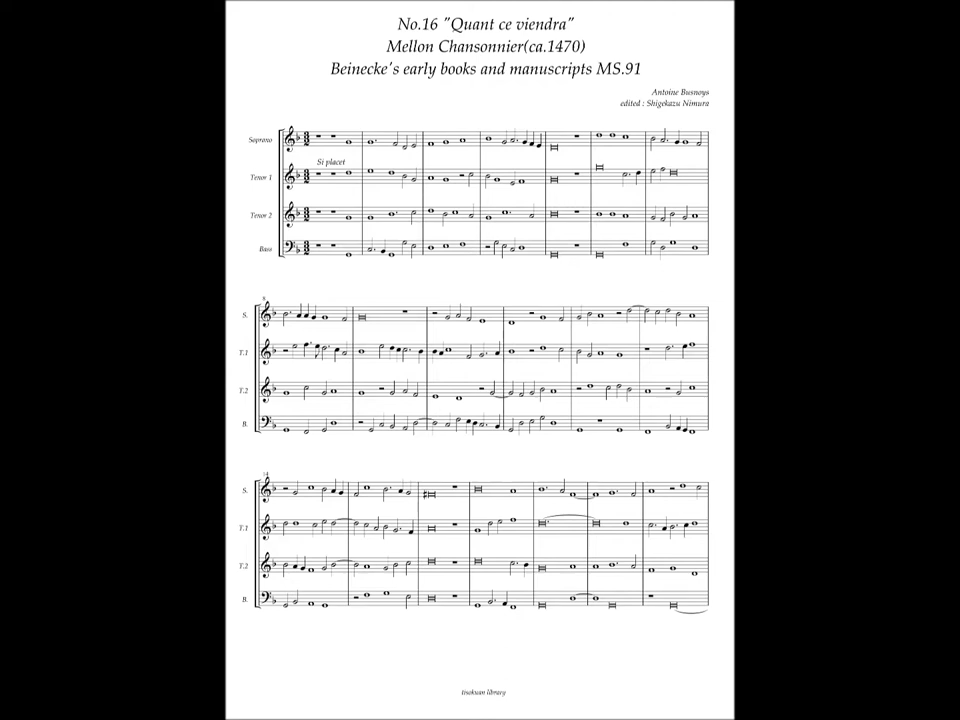 No.16 "Quant ce viendra"
Mellon Chansonnier(ca.1470)
Beinecke's early books and manuscripts MS.91
Antoine Busnoys
edited : Shigekazu Nimura
Soprano
Si placet
Tenor 1
Tenor 2
Bass
8
S.
T.1
T.2
B.
14
S.
T.1
T.2
B.
tnokuan library